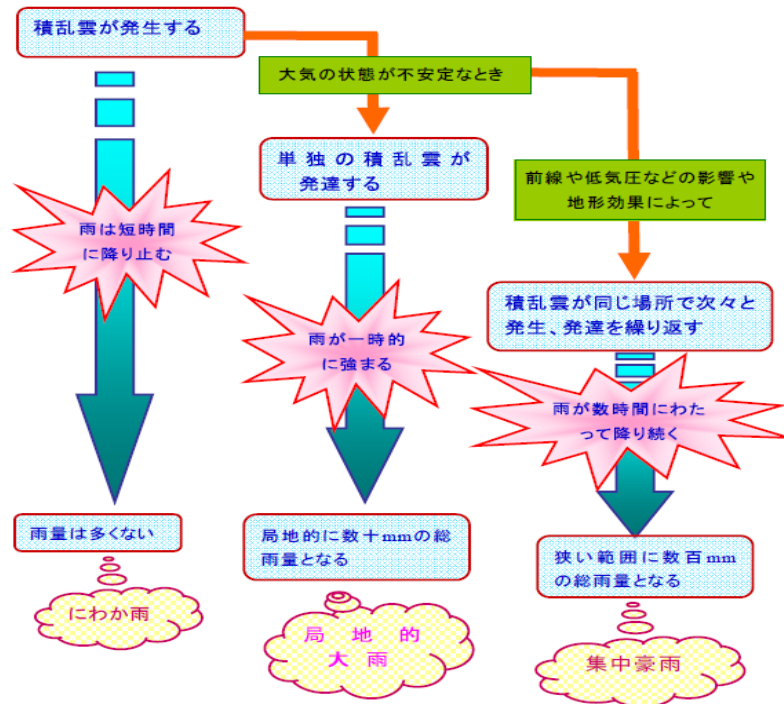 積乱雲が発生する
大気の状態が不安定なとき
単独の積乱雲が
発達する
前線や低気圧などの影響や
地形効果によって
雨は短時間
に降り止む
積乱雲が同じ場所で次々と
発生、発達を繰り返す
雨が一時的
に強まる
雨が数時間にわた
って降り続く
雨量は多くない
局地的に数十mmの総
雨量となる
狭い範囲に数百mm
の総雨量となる
にわか雨
局地的
大雨
集中豪雨